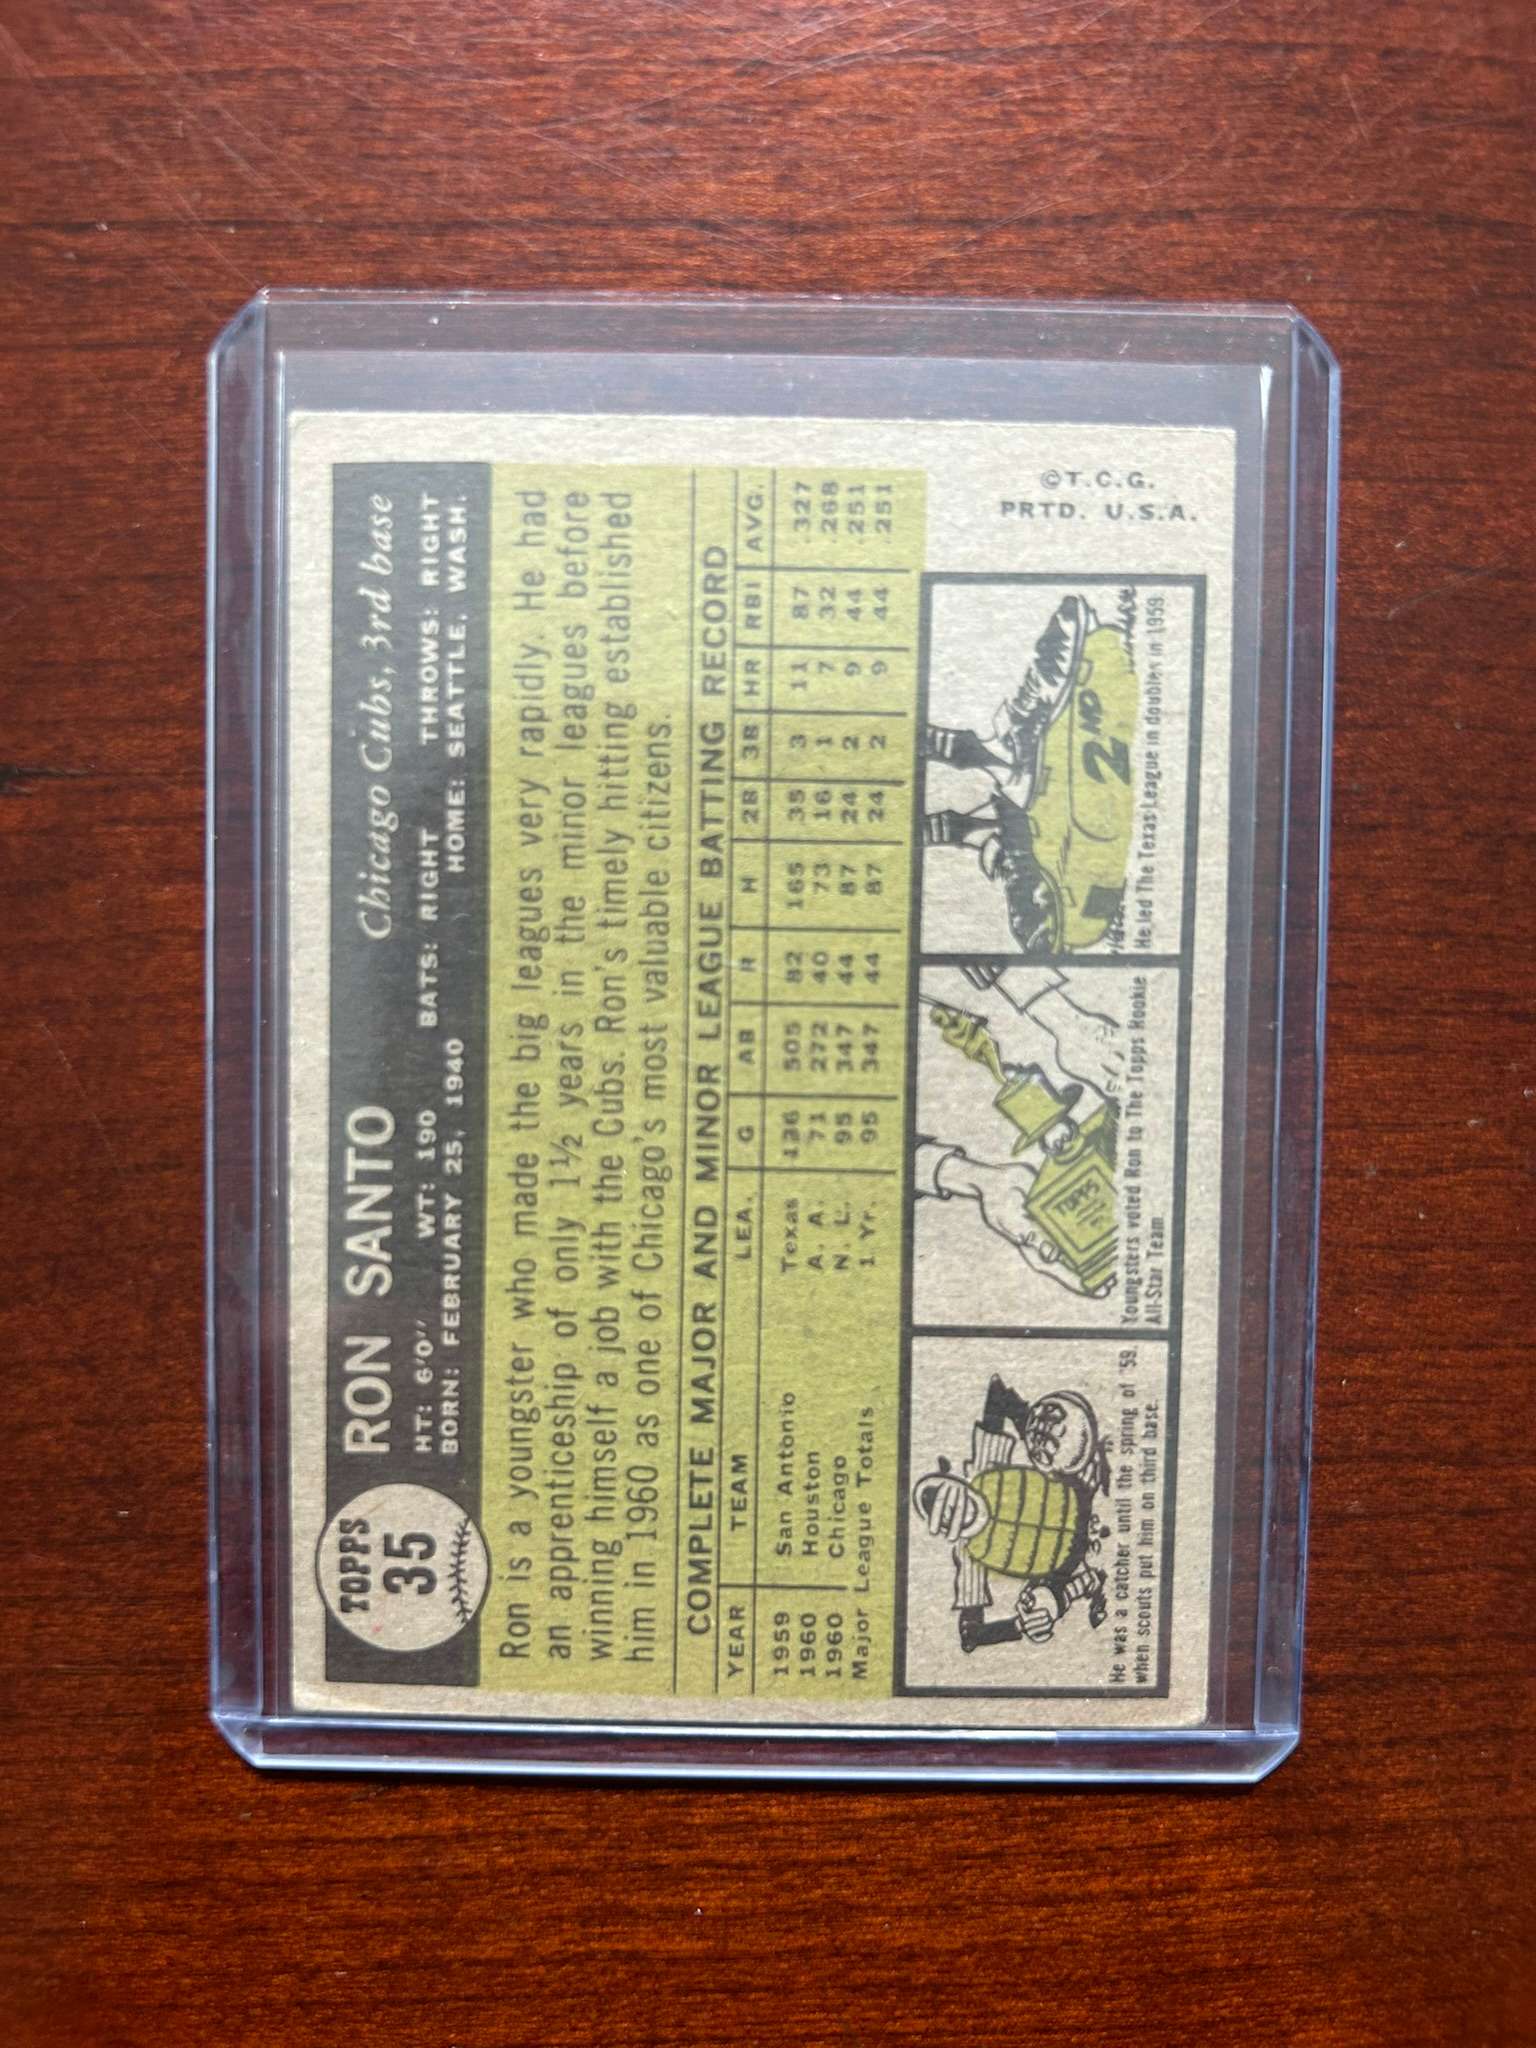 TOPPS
35
RON SANTO Chicago Cubs, 3rd base
HT: 6'0'' WT: 190 BATS: RIGHT THROWS: RIGHT
BORN: FEBRUARY 25, 1940 HOME: SEATTLE, WASH.
Ron is a youngster who made the big leagues very rapidly. He had
an apprenticeship of only 1½ years in the minor leagues before
winning himself a job with the Cubs. Ron's timely hitting established
him in 1960 as one of Chicago's most valuable citizens.
COMPLETE MAJOR AND MINOR LEAGUE BATTING RECORD
YEAR TEAM LEA. G AB R H 2B 3B HR RBI AVG.
1959 San Antonio Texas 136 505 82 165 35 3 11 87 .327
1960 Houston A. A. 71 272 40 73 16 1 7 32 .268
1960 Chicago N. L. 95 347 44 87 24 2 9 44 .251
Major League Totals 1 Yr. 95 347 44 87 24 2 9 44 .251
3rd
He was a catcher until the spring of '59.
when scouts put him on third base.
TOPPS
Youngsters voted Ron to The Topps Rookie
All-Star Team
2ND
He led The Texas League in doubles in 1959.
©T.C.G.
PRTD. U.S.A.